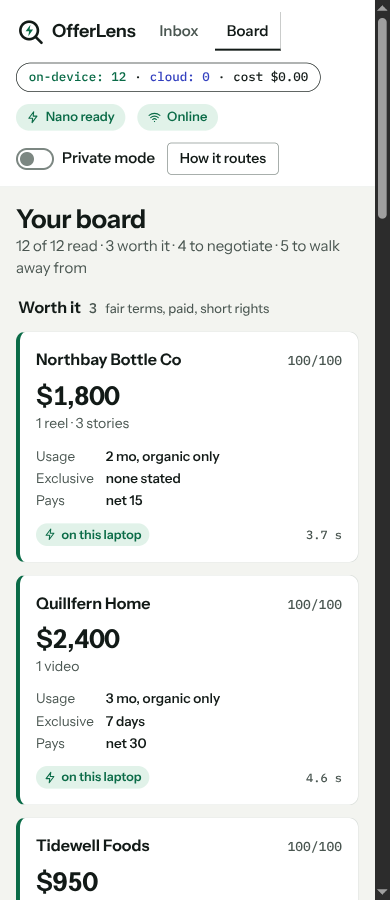 OfferLens Inbox Board
on-device: 12 · cloud: 0 · cost $0.00
Nano ready Online
Private mode How it routes
Your board
12 of 12 read · 3 worth it · 4 to negotiate · 5 to walk
away from
Worth it 3 fair terms, paid, short rights
Northbay Bottle Co 100/100
$1,800
1 reel · 3 stories
Usage 2 mo, organic only
Exclusive none stated
Pays net 15
on this laptop 3.7 s
Quillfern Home 100/100
$2,400
1 video
Usage 3 mo, organic only
Exclusive 7 days
Pays net 30
on this laptop 4.6 s
Tidewell Foods 100/100
$950